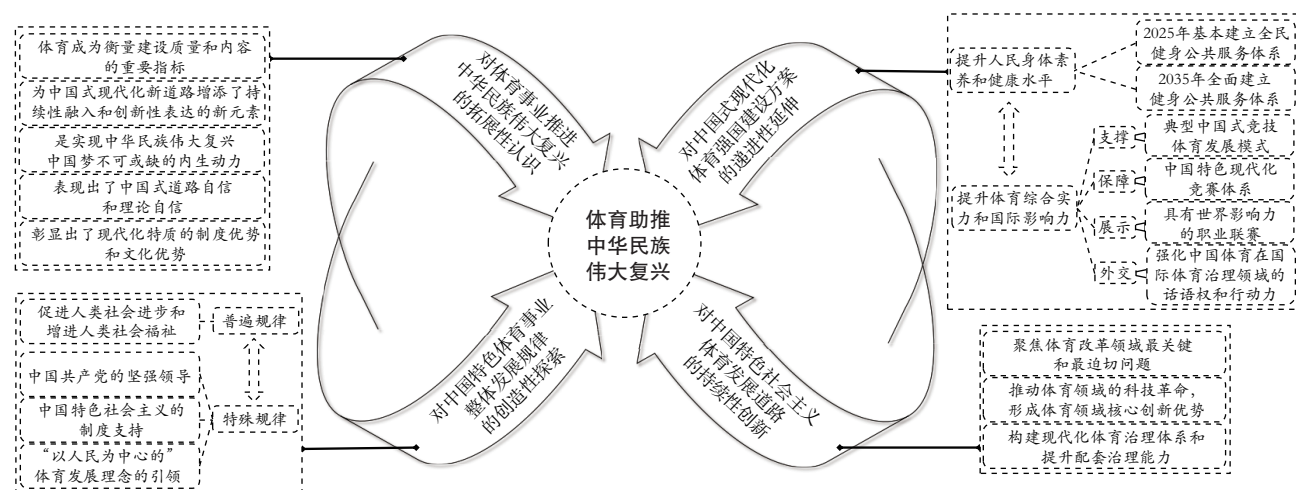 体育成为衡量建设质量和内容
的重要指标
为中国式现代化新道路增添了持
续性融入和创新性表达的新元素
是实现中华民族伟大复兴
中国梦不可或缺的内生动力
表现出了中国式道路自信
和理论自信
彰显出了现代化特质的制度优势
和文化优势
对体育事业推进
中华民族伟大复兴
的拓展性认识
对中国式现代化
体育强国建设方案
的递进性延伸
提升人民身体素
养和健康水平
2025年基本建立全民
健身公共服务体系
2035年全面建立
健身公共服务体系
提升体育综合实
力和国际影响力
支撑
典型中国式竞技
体育发展模式
保障
中国特色现代化
竞赛体系
展示
具有世界影响力
的职业联赛
外交
强化中国体育在国
际体育治理领域的
话语权和行动力
体育助推
中华民族
伟大复兴
促进人类社会进步和
增进人类社会福祉
普遍规律
中国共产党的坚强领导
中国特色社会主义的
制度支持
“以人民为中心的”
体育发展理念的引领
特殊规律
对中国特色体育事业
整体发展规律
的创造性探索
对中国特色社会主义
体育发展道路
的持续性创新
聚焦体育改革领域最关键
和最迫切问题
推动体育领域的科技革命，
形成体育领域核心创新优势
构建现代化体育治理体系和
提升配套治理能力